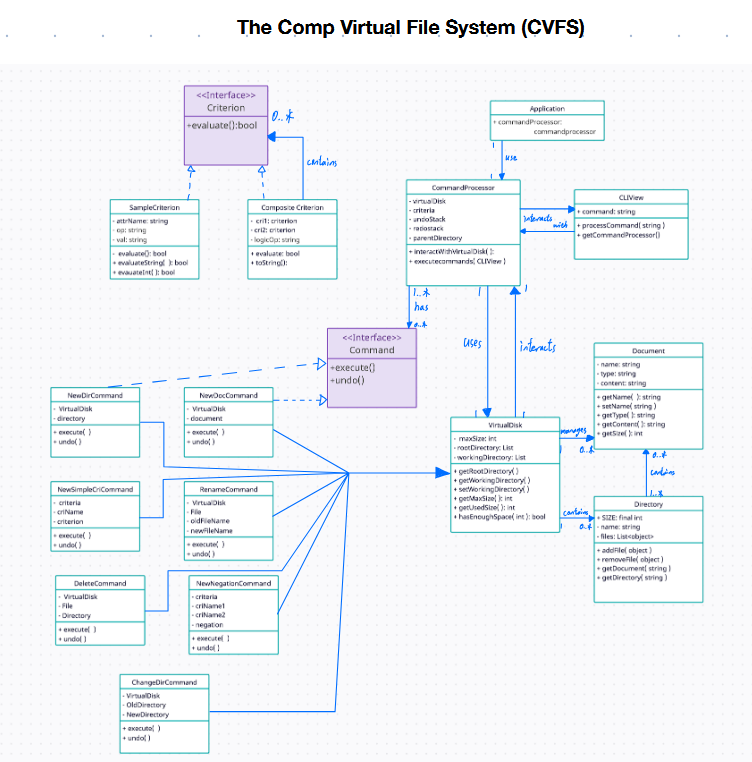 The Comp Virtual File System (CVFS)
<<Interface>>
Criterion
+evaluate():bool
0..*
contains
SampleCriterion
- attrName: string
- op: string
- val: string
- evaluate(): bool
+ evaluateString( ): bool
+ evauateInt( ): bool
Composite Criterion
- cri1: criterion
- cri2: criterion
- logicOp: string
+ evaluate: bool
+ toString():
Application
+ commandProcessor:
commandprocessor
1
use
CommandProcessor
- virtualDisk
- criteria
- undoStack
- redostack
- parentDirectory
+ interactWithVirtualDisk( ):
+ executecommands( CLIView )
interacts
with
CLIView
+ command: string
+ processCommand( string )
+ getCommandProcessor()
1..*
has
0..*
1
uses
1
interacts
<<Interface>>
Command
+execute()
+undo()
NewDirCommand
- VirtualDisk
- directory
+ execute( )
+ undo( )
NewDocCommand
- VirtualDisk
- document
+ execute( )
+ undo( )
NewSimpleCriCommand
- criteria
- criName
- criterion
+ execute( )
+ undo( )
RenameCommand
- VirtualDisk
- File
- oldFileName
- newFileName
+ execute( )
+ undo( )
DeleteCommand
- VirtualDisk
- File
- Directory
+ execute( )
+ undo( )
NewNegationCommand
- critaria
- criName1
- criName2
- negation
+ execute( )
+ undo( )
ChangeDirCommand
- VirtualDisk
- OldDirectory
- NewDirectory
+ execute( )
+ undo( )
VirtualDisk
- maxSize: int
- rootDirectory: List
- workingDirectory: List
+ getRootDirectory( )
+ getWorkingDirectory( )
+ setWorkingDirectory( )
+ getMaxSize( ): int
+ getUsedSize( ): int
+ hasEnoughSpace( int ): bool
manages
1
0..*
contains
1
0..*
Document
- name: string
- type: string
- content: string
+ getName( ): string
+ setName( string )
+ getType( ): string
+ getContent( ): string
+ getSize( ): int
0..*
contains
1..*
Directory
+ SIZE: final int
- name: string
- files: List<object>
+ addFile( object )
+ removeFile( object )
+ getDocument( string )
+ getDirectory( string )